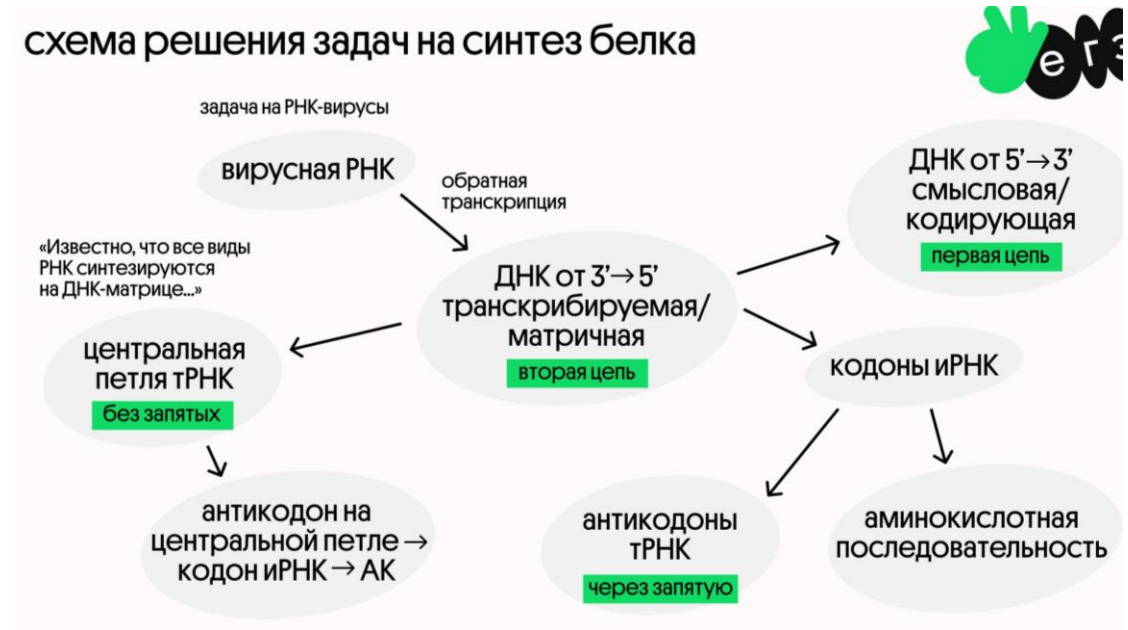 схема решения задач на синтез белка
егэ
задача на РНК-вирусы
вирусная РНК
обратная
транскрипция
ДНК от 5’→3’
смысловая/
кодирующая
первая цепь
«Известно, что все виды
РНК синтезируются
на ДНК-матрице...»
ДНК от 3’→5’
транскрибируемая/
матричная
вторая цепь
центральная
петля тРНК
без запятых
кодоны иРНК
антикодон на
центральной петле →
кодон иРНК → АК
антикодоны
тРНК
через запятую
аминокислотная
последовательность